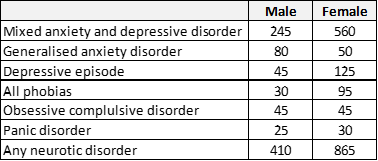 Male Female
Mixed anxiety and depressive disorder 245 560
Generalised anxiety disorder 80 50
Depressive episode 45 125
All phobias 30 95
Obsessive complulsive disorder 45 45
Panic disorder 25 30
Any neurotic disorder 410 865